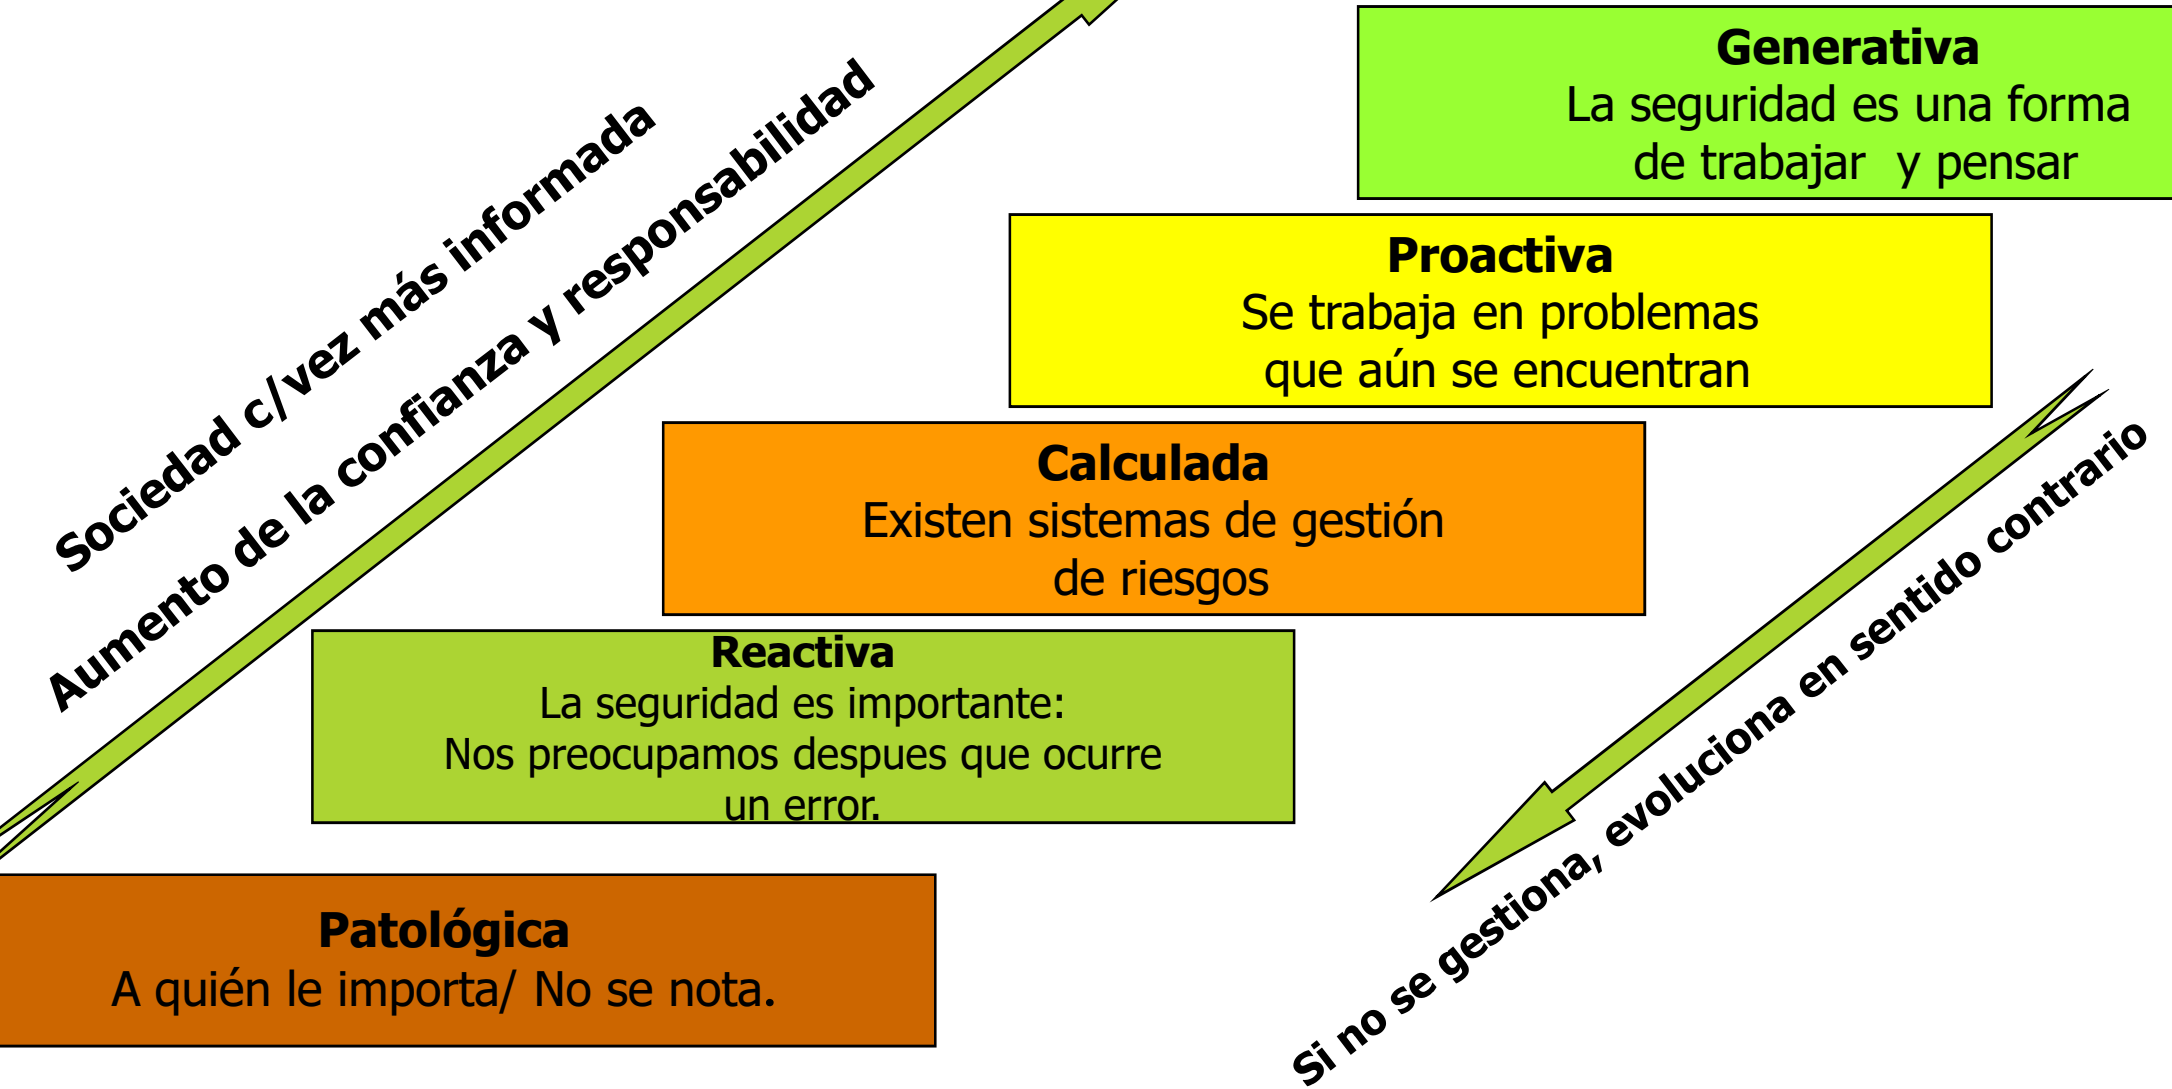 Generativa
La seguridad es una forma
de trabajar y pensar
Sociedad c/vez más informada
Aumento de la confianza y responsabilidad
Proactiva
Se trabaja en problemas
que aún se encuentran
Calculada
Existen sistemas de gestión
de riesgos
Si no se gestiona, evoluciona en sentido contrario
Reactiva
La seguridad es importante:
Nos preocupamos despues que ocurre
un error.
Patológica
A quién le importa/ No se nota.